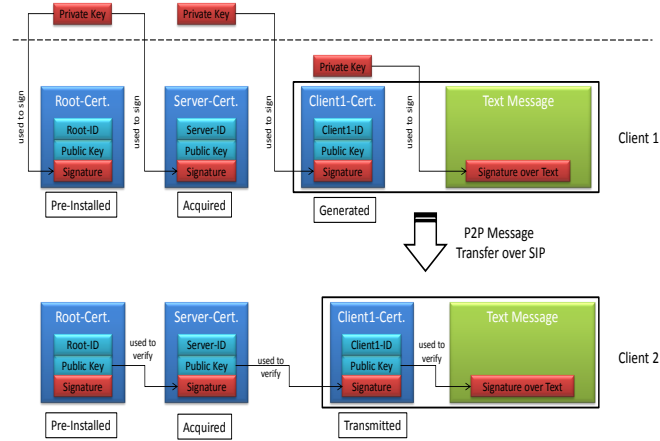 Private Key
Private Key
Private Key
used to sign
used to sign
used to sign
used to sign
Root-Cert.
Root-ID
Public Key
Signature
Server-Cert.
Server-ID
Public Key
Signature
Client1-Cert.
Client1-ID
Public Key
Signature
Text Message
Signature over Text
Client 1
Pre-Installed
Acquired
Generated
P2P Message
Transfer over SIP
Root-Cert.
Root-ID
Public Key
Signature
used to
verify
Server-Cert.
Server-ID
Public Key
Signature
used to
verify
Client1-Cert.
Client1-ID
Public Key
Signature
used to
verify
Text Message
Signature over Text
Client 2
Pre-Installed
Acquired
Transmitted